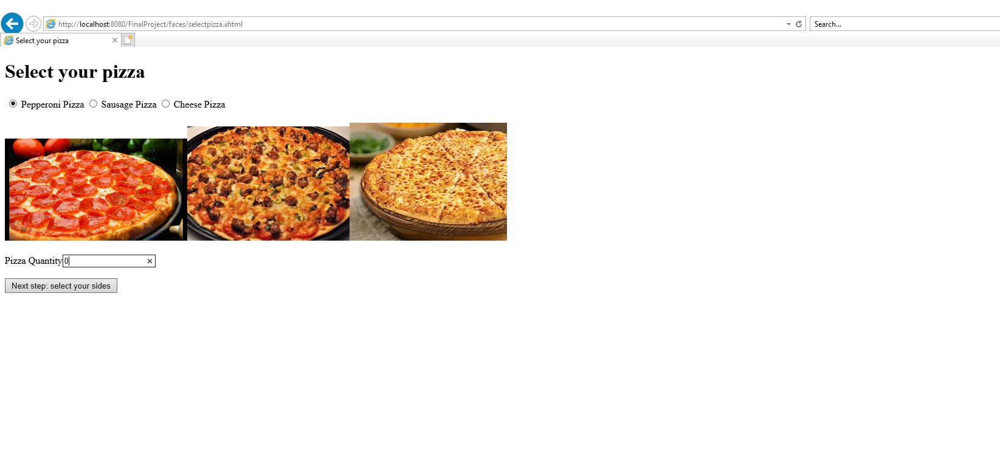 http://localhost:8080/FinalProject/faces/selectpizza.xhtml
Search...
Select your pizza
Select your pizza
Pepperoni Pizza Sausage Pizza Cheese Pizza
Pizza Quantity 0
Next step: select your sides